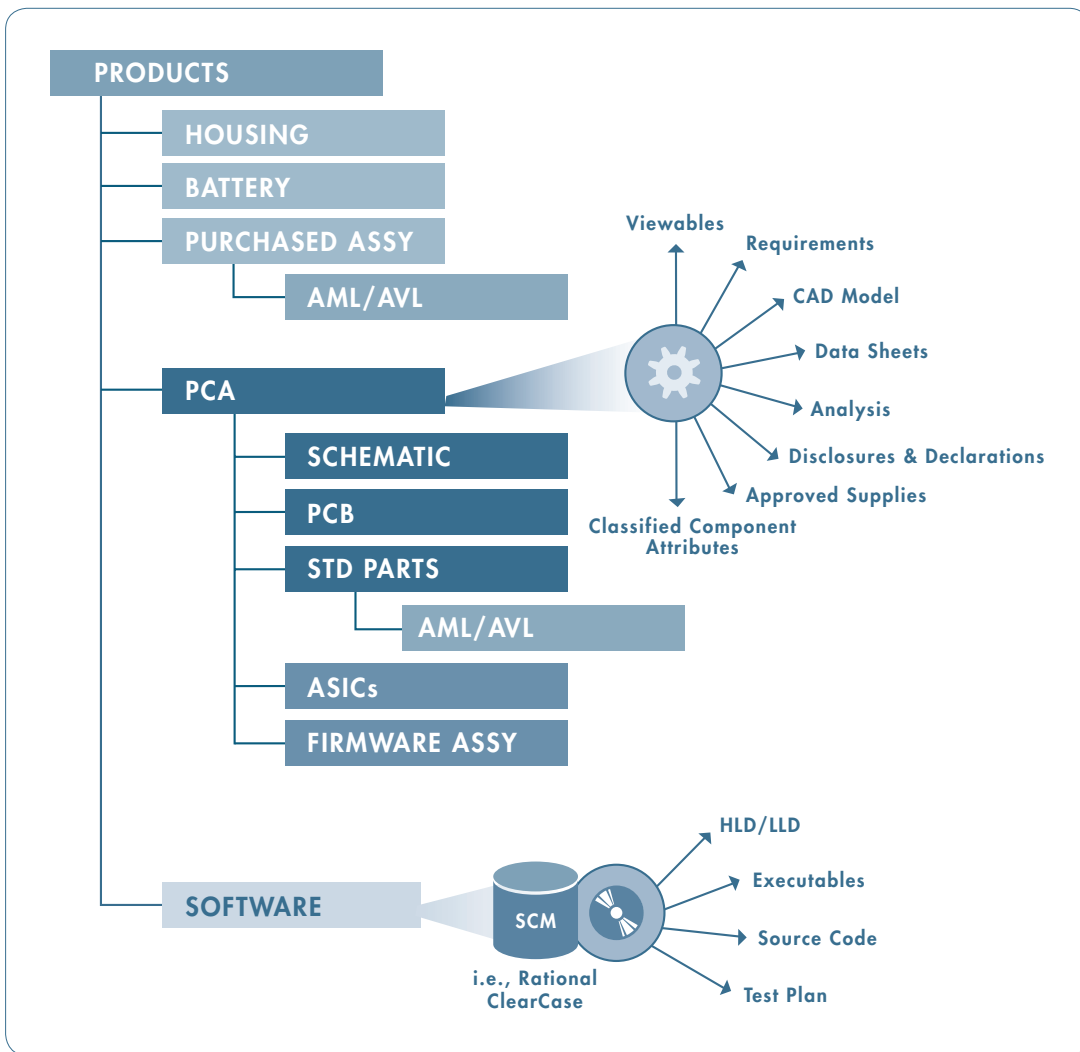 PRODUCTS
HOUSING
BATTERY
PURCHASED ASSY
AML/AVL
PCA
SCHEMATIC
PCB
STD PARTS
AML/AVL
ASICs
FIRMWARE ASSY
SOFTWARE
Viewables
Requirements
CAD Model
Data Sheets
Analysis
Disclosures & Declarations
Approved Supplies
Classified Component
Attributes
SCM
i.e., Rational
ClearCase
HLD/LLD
Executables
Source Code
Test Plan